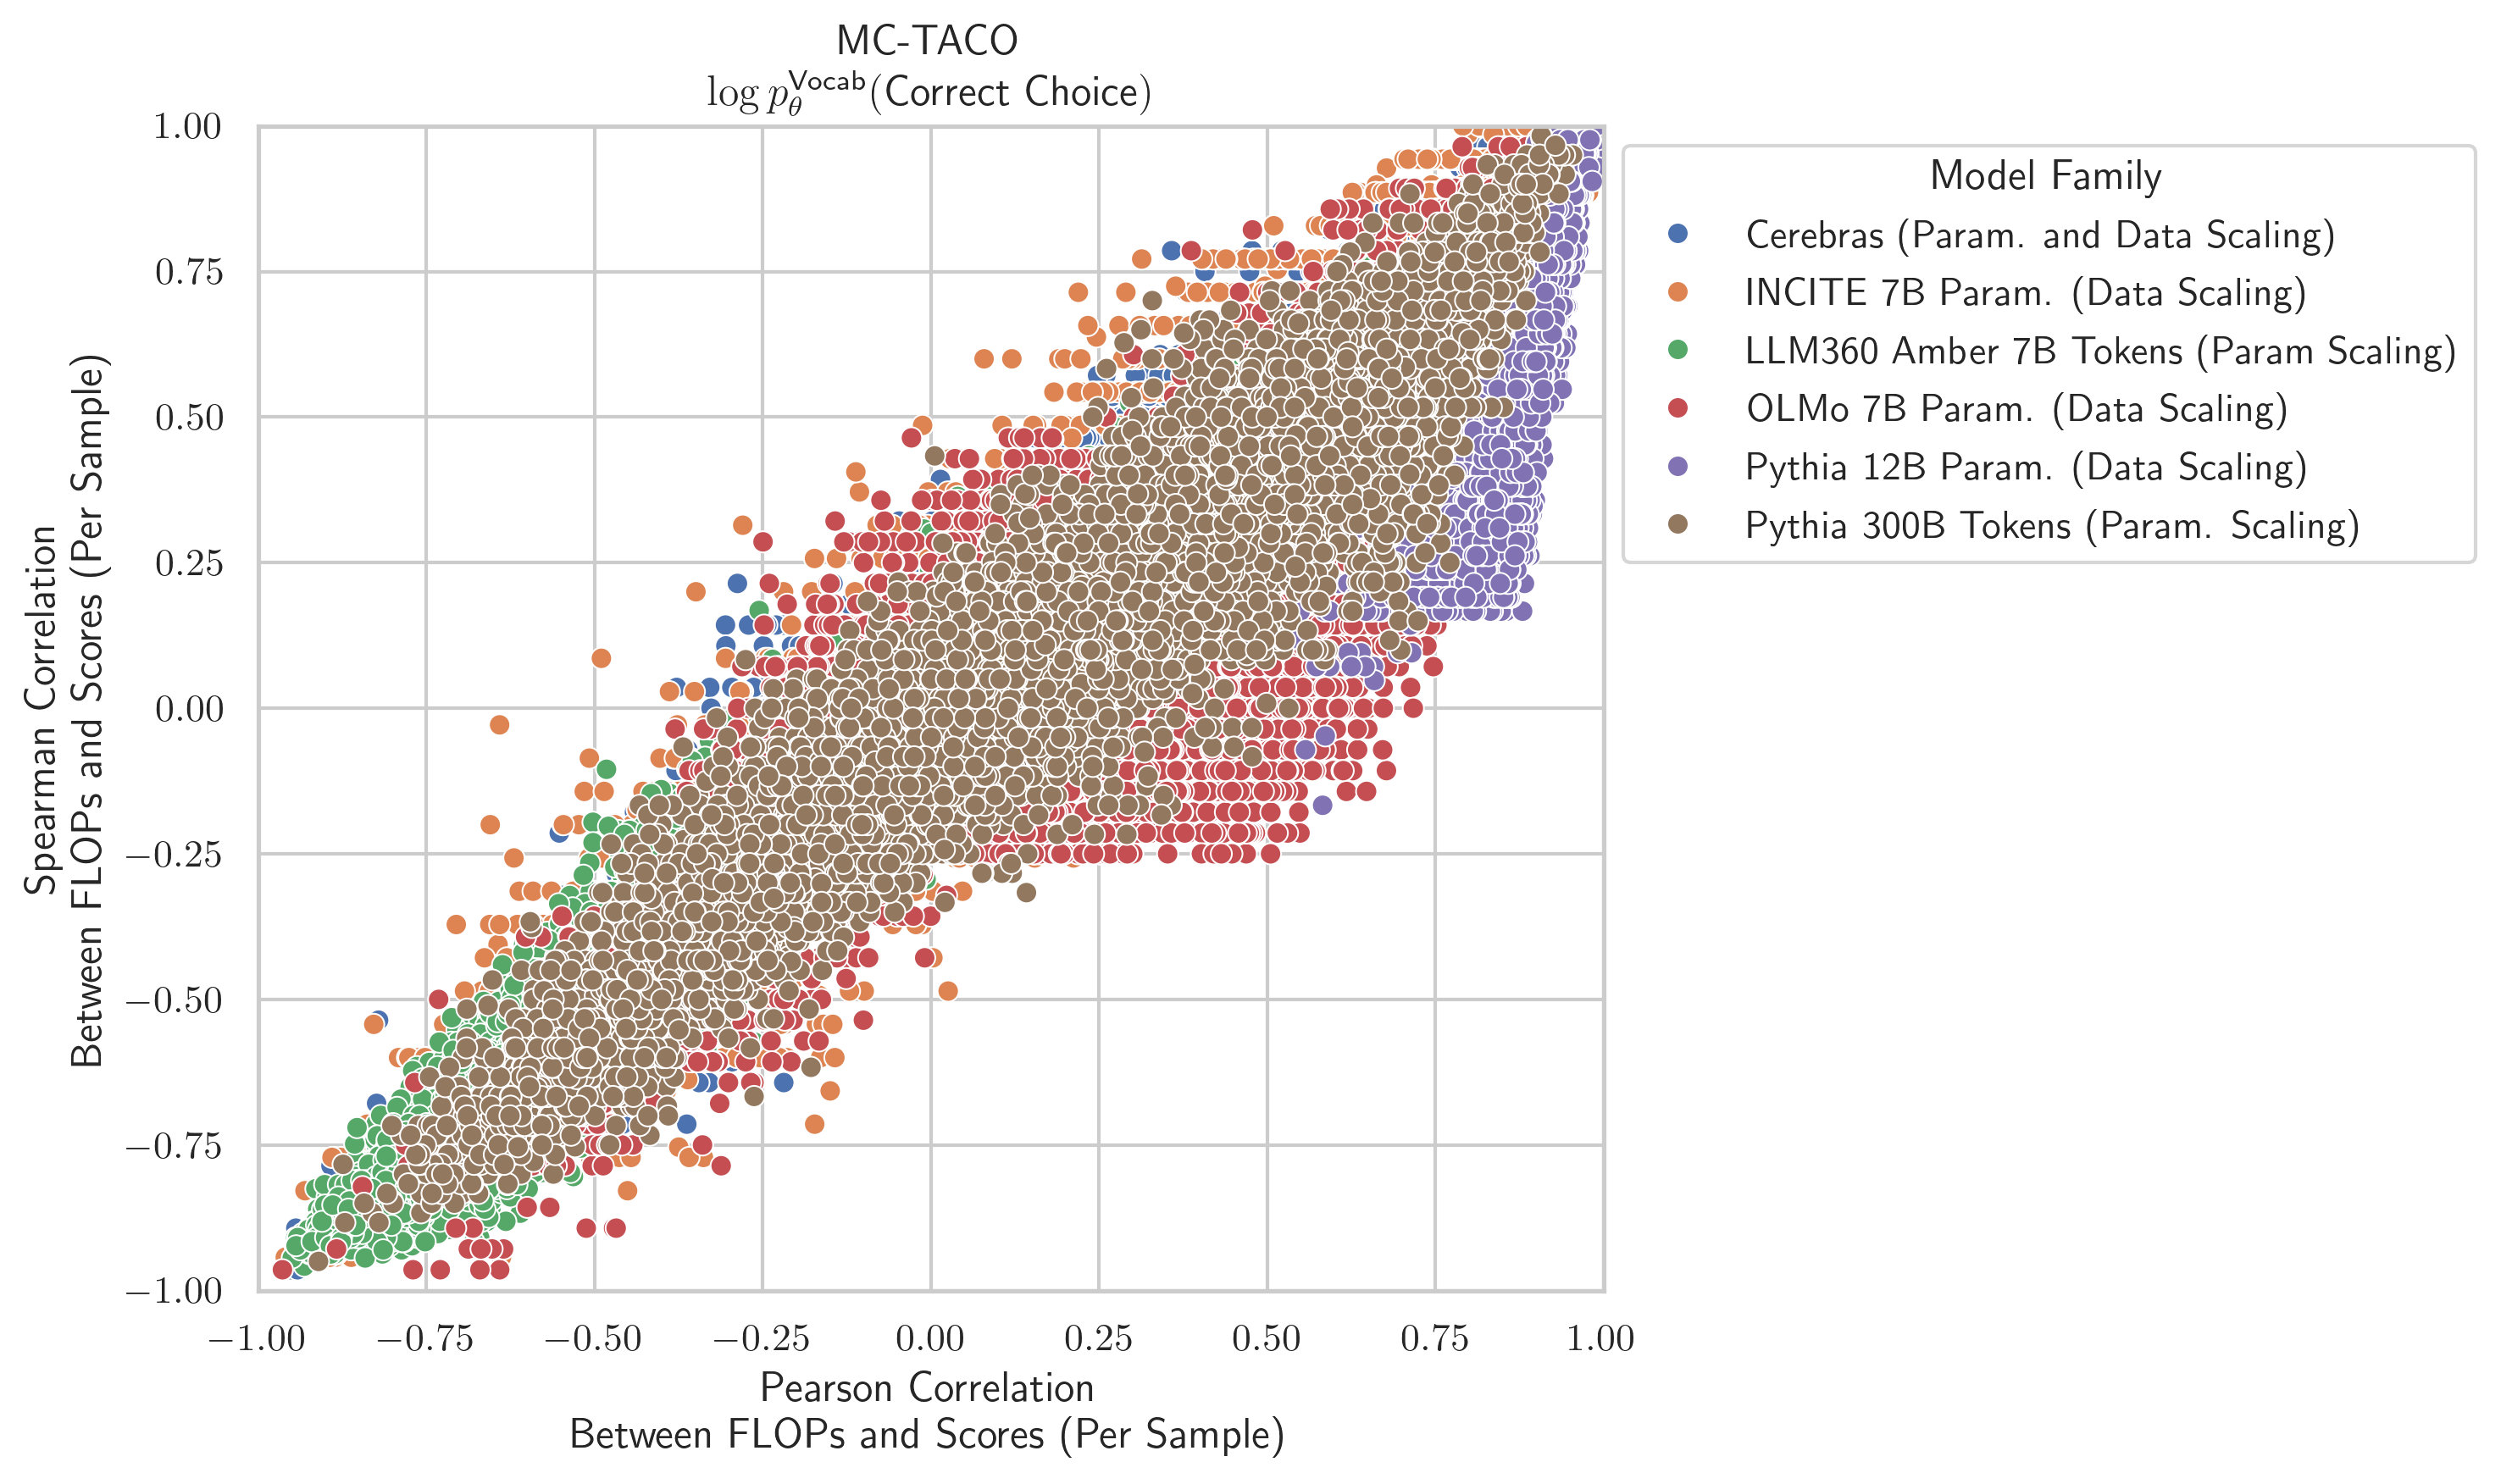 MC-TACO
log p_θ^Vocab(Correct Choice)
1.00
0.75
0.50
0.25
0.00
−0.25
−0.50
−0.75
−1.00
Spearman Correlation
Between FLOPs and Scores (Per Sample)
−1.00 −0.75 −0.50 −0.25 0.00 0.25 0.50 0.75 1.00
Pearson Correlation
Between FLOPs and Scores (Per Sample)
Model Family
Cerebras (Param. and Data Scaling)
INCITE 7B Param. (Data Scaling)
LLM360 Amber 7B Tokens (Param Scaling)
OLMo 7B Param. (Data Scaling)
Pythia 12B Param. (Data Scaling)
Pythia 300B Tokens (Param. Scaling)